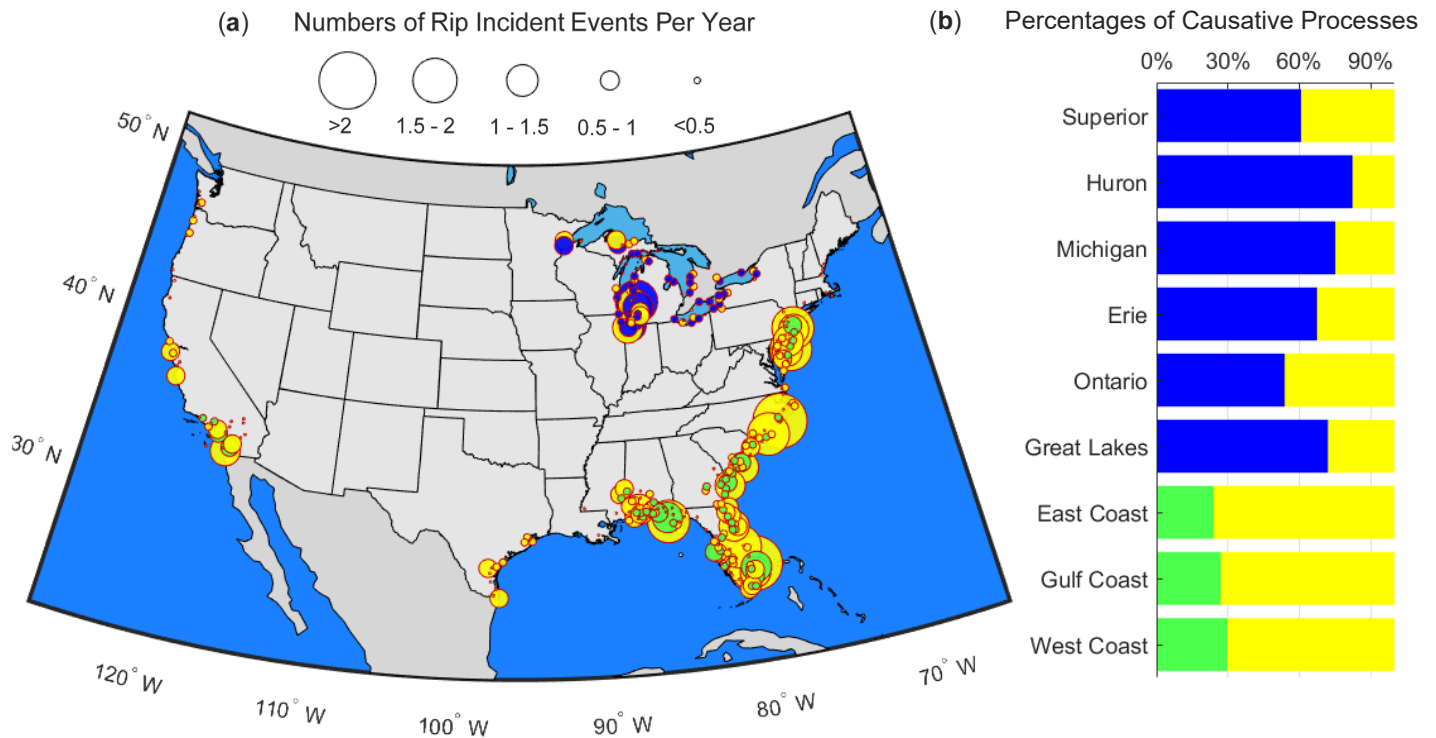 (a) Numbers of Rip Incident Events Per Year
>2 1.5 - 2 1 - 1.5 0.5 - 1 <0.5
50° N
40° N
30° N
120° W
110° W
100° W
90° W
80° W
70° W
(b) Percentages of Causative Processes
0% 30% 60% 90%
Superior
Huron
Michigan
Erie
Ontario
Great Lakes
East Coast
Gulf Coast
West Coast